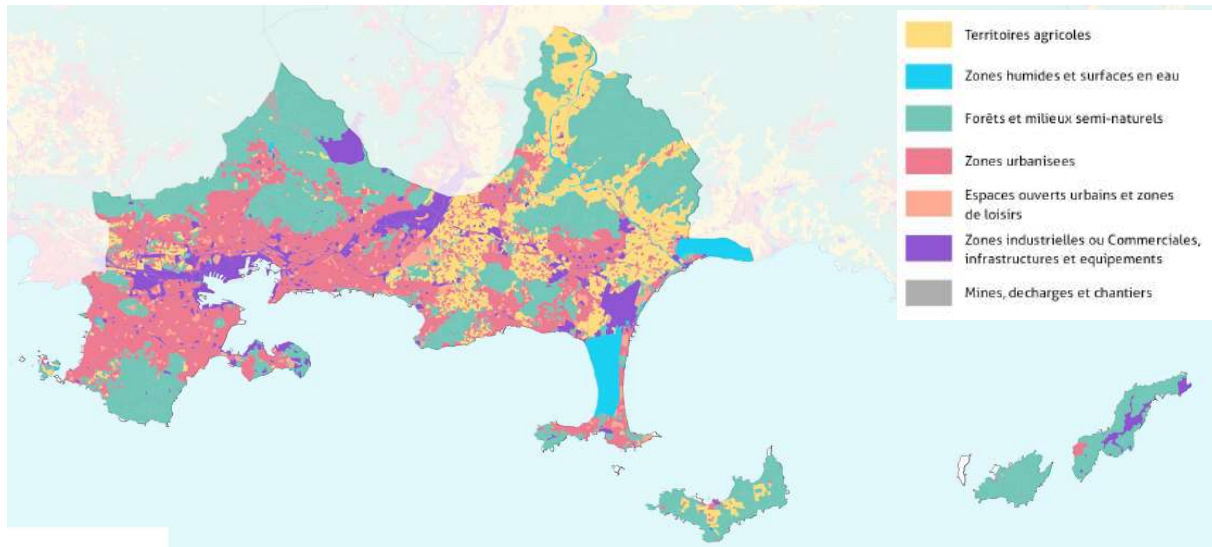 Territoires agricoles
Zones humides et surfaces en eau
Forêts et milieux semi-naturels
Zones urbanisees
Espaces ouverts urbains et zones
de loisirs
Zones industrielles ou Commerciales,
infrastructures et equipements
Mines, decharges et chantiers